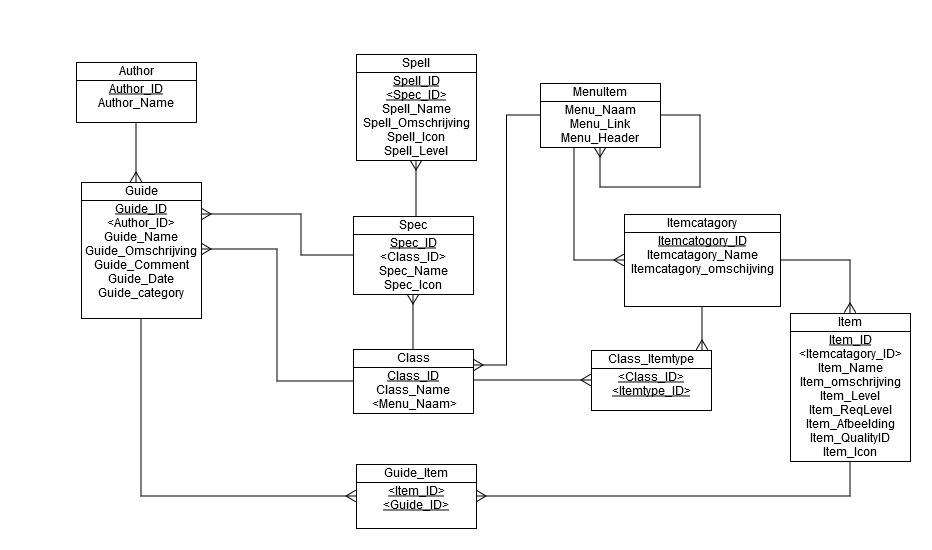 Author
Author_ID
Author_Name
Spell
Spell_ID
<Spec_ID>
Spell_Name
Spell_Omschrijving
Spell_Icon
Spell_Level
MenuItem
Menu_Naam
Menu_Link
Menu_Header
Guide
Guide_ID
<Author_ID>
Guide_Name
Guide_Omschrijving
Guide_Comment
Guide_Date
Guide_category
Spec
Spec_ID
<Class_ID>
Spec_Name
Spec_Icon
Itemcatagory
Itemcatogory_ID
Itemcatagory_Name
Itemcatagory_omschijving
Class
Class_ID
Class_Name
<Menu_Naam>
Class_Itemtype
<Class_ID>
<Itemtype_ID>
Item
Item_ID
<Itemcatagory_ID>
Item_Name
Item_omschrijving
Item_Level
Item_ReqLevel
Item_Afbeelding
Item_QualityID
Item_Icon
Guide_Item
<Item_ID>
<Guide_ID>